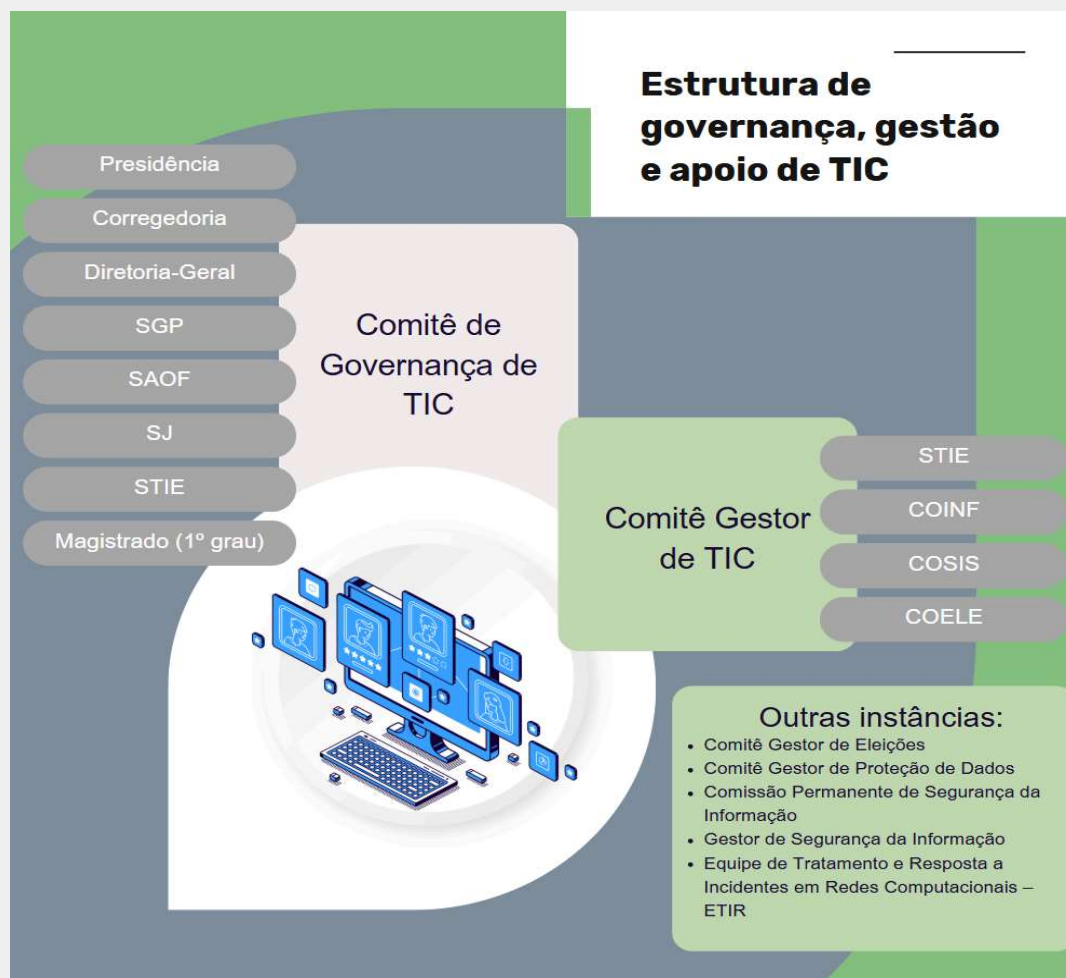 Estrutura de
governança, gestão
e apoio de TIC
Presidência
Corregedoria
Diretoria-Geral
SGP
SAOF
SJ
STIE
Magistrado (1º grau)
Comitê de
Governança de
TIC
Comitê Gestor
de TIC
STIE
COINF
COSIS
COELE
Outras instâncias:
• Comitê Gestor de Eleições
• Comitê Gestor de Proteção de Dados
• Comissão Permanente de Segurança da
Informação
• Gestor de Segurança da Informação
• Equipe de Tratamento e Resposta a
Incidentes em Redes Computacionais –
ETIR